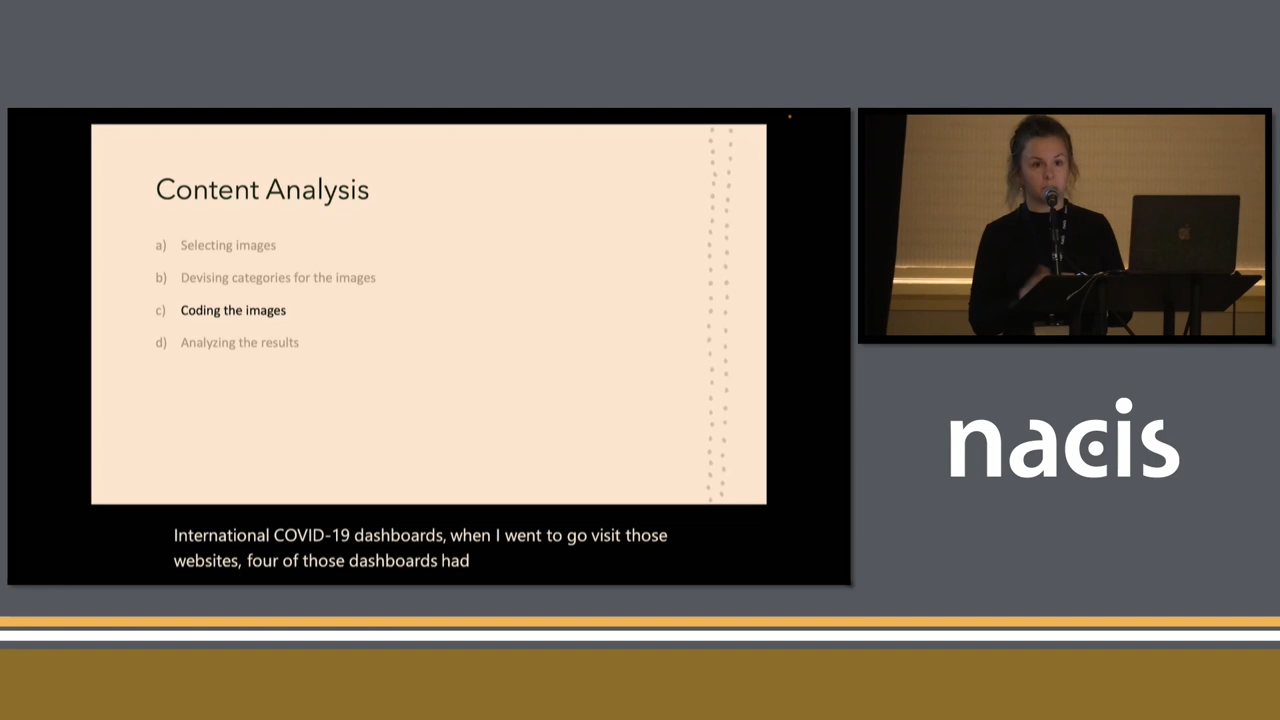 Content Analysis
a) Selecting images
b) Devising categories for the images
c) Coding the images
d) Analyzing the results
International COVID-19 dashboards, when I went to go visit those
websites, four of those dashboards had
nacis